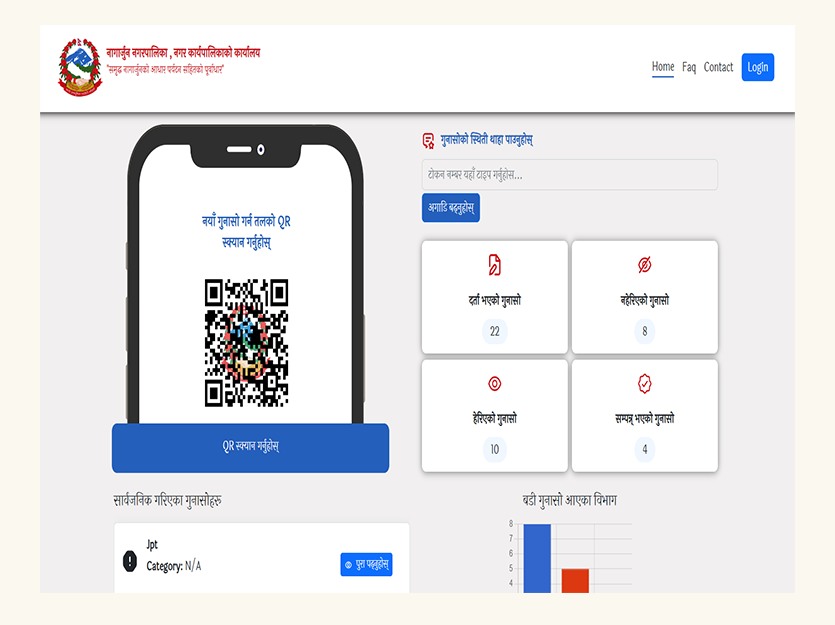 नागार्जुन नगरपालिका , नगर कार्यपालिकाको कार्यालय
"समृद्ध नागार्जुनको आधार पर्यटन सहितको पूर्वाधार"
Home Faq Contact Login
नयाँ गुनासो गर्न तलको QR
स्क्यान गर्नुहोस्
QR स्क्यान गर्नुहोस्
गुनासोको स्थिती थाहा पाउनुहोस्
टोकन नम्बर यहाँ टाइप गर्नुहोस...
अगाडि बढ्नुहोस्
दर्ता भएको गुनासो
22
नहेरिएको गुनासो
8
हेरिएको गुनासो
10
सम्पन्न भएको गुनासो
4
सार्वजनिक गरिएका गुनासोहरू
Jpt
Category: N/A
पुरा पढ्नुहोस्
बढी गुनासो आएका विभाग
8
7
6
5
4